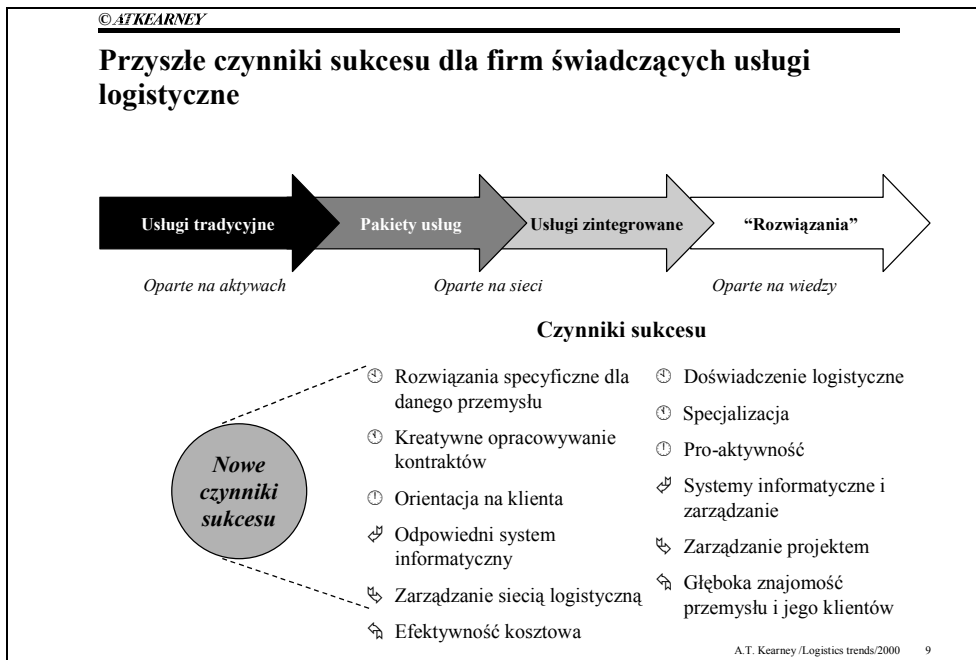 © ATKEARNEY
Przyszłe czynniki sukcesu dla firm świadczących usługi
logistyczne
Usługi tradycyjne
Pakiety usług
Usługi zintegrowane
“Rozwiązania”
Oparte na aktywach
Oparte na sieci
Oparte na wiedzy
Czynniki sukcesu
Nowe
czynniki
sukcesu
Rozwiązania specyficzne dla
danego przemysłu
Kreatywne opracowywanie
kontraktów
Orientacja na klienta
Odpowiedni system
informatyczny
Zarządzanie siecią logistyczną
Efektywność kosztowa
Doświadczenie logistyczne
Specjalizacja
Pro-aktywność
Systemy informatyczne i
zarządzanie
Zarządzanie projektem
Głęboka znajomość
przemysłu i jego klientów
A.T. Kearney /Logistics trends/2000 9